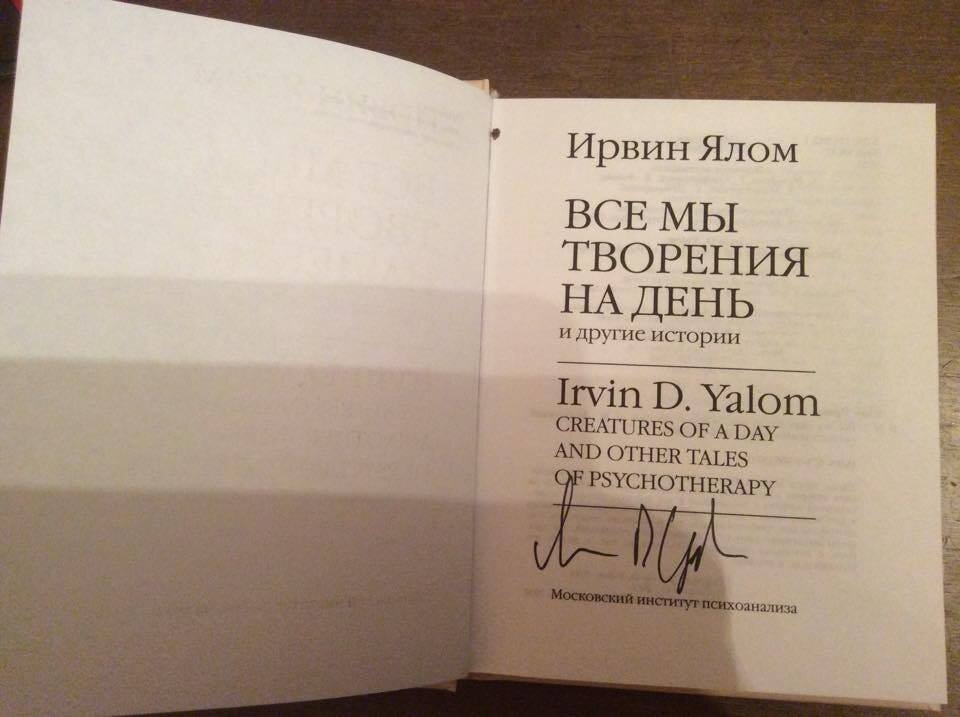 Ирвин Ялом
ВСЕ МЫ
ТВОРЕНИЯ
НА ДЕНЬ
и другие истории
Irvin D. Yalom
CREATURES OF A DAY
AND OTHER TALES
OF PSYCHOTHERAPY
Московский институт психоанализа